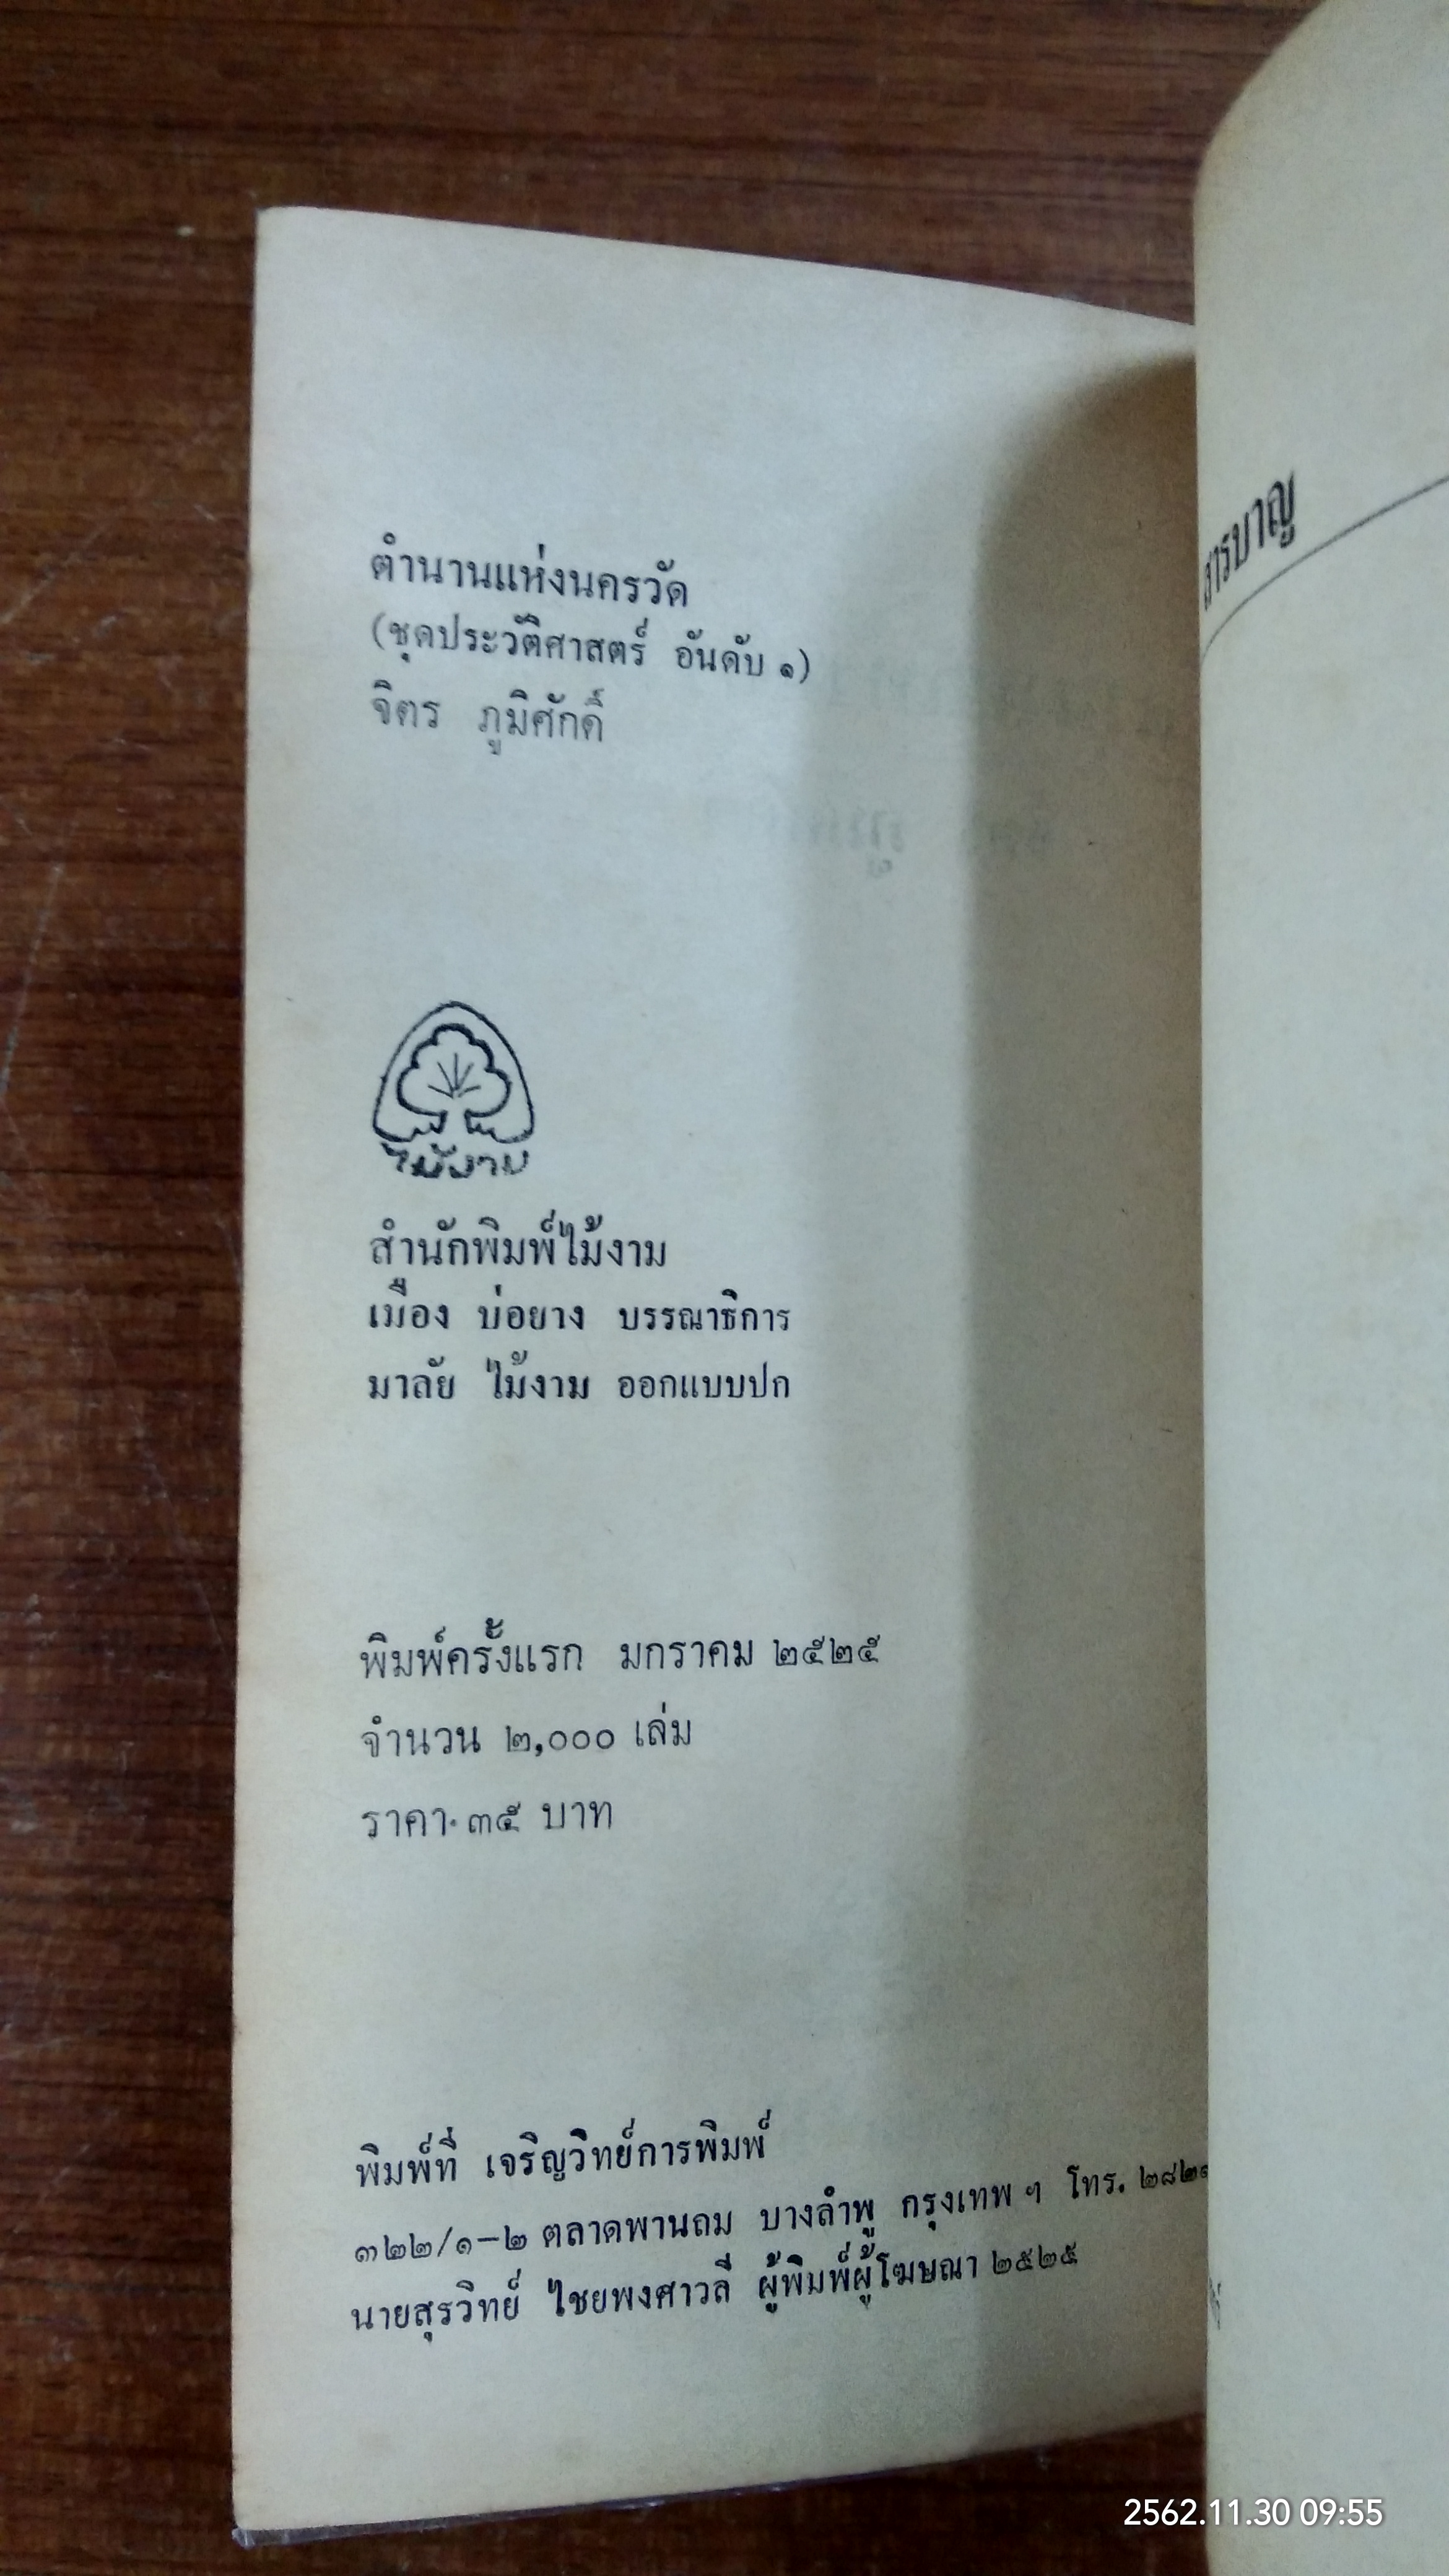 ตำนานแห่งนครวัด
(ชุดประวัติศาสตร์ อันดับ ๑)
จิตร ภูมิศักดิ์
ไม้งาม
สำนักพิมพ์ไม้งาม
เมือง บ่อยาง บรรณาธิการ
มาลัย ไม้งาม ออกแบบปก
พิมพ์ครั้งแรก มกราคม ๒๕๒๕
จำนวน ๒,๐๐๐ เล่ม
ราคา ๓๕ บาท
พิมพ์ที่ เจริญวิทย์การพิมพ์
๓๒๒/๑-๒ ตลาดพานถม บางลำพู กรุงเทพ ฯ โทร.
นายสุรวิทย์ ไชยพงศาวลี ผู้พิมพ์ผู้โฆษณา ๒๕๒๕
สารบาญ
2562.11.30 09:55